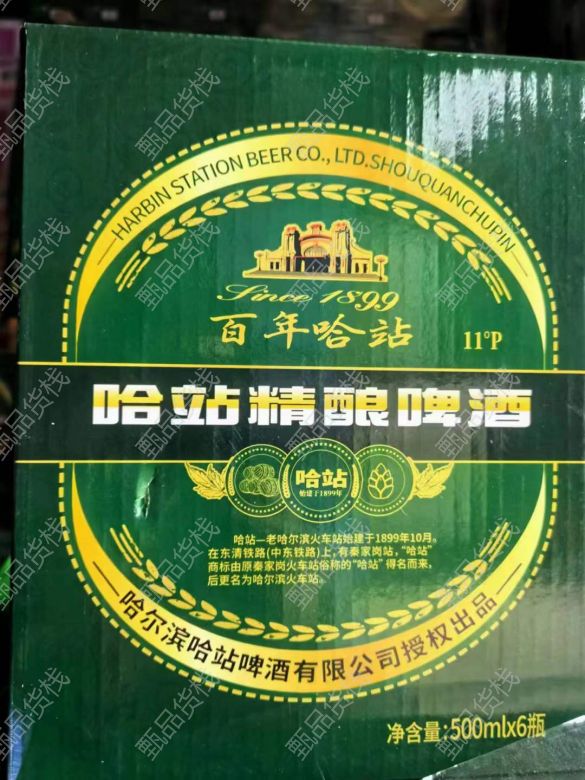 HARBIN STATION BEER CO., LTD.SHOUQUANCHUPIN
Since 1899
百年哈站
11°P
哈站精酿啤酒
哈站
始建于1899年
哈站—老哈尔滨火车站始建于1899年10月。
在东清铁路(中东铁路)上,有秦家岗站,“哈站”
商标由原秦家岗火车站俗称的“哈站”得名而来,
后更名为哈尔滨火车站。
哈尔滨哈站啤酒有限公司授权出品
净含量:500mlx6瓶
甄品货栈